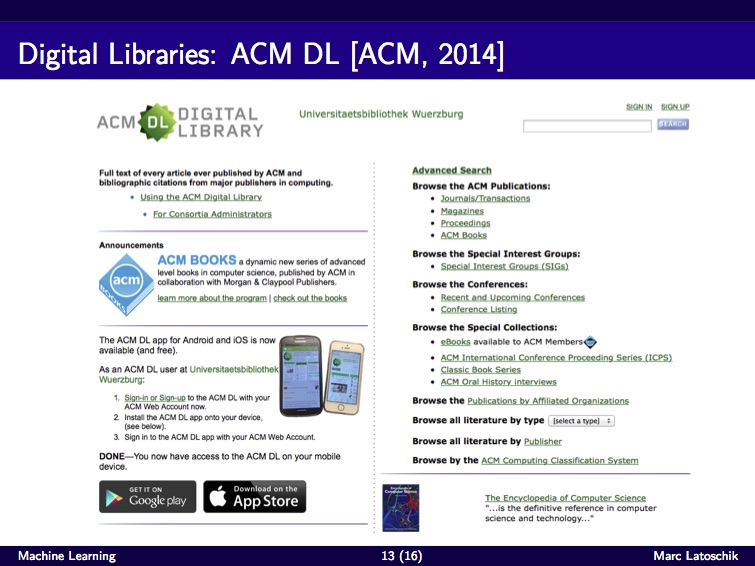 Digital Libraries: ACM DL [ACM, 2014]
ACM DL DIGITAL LIBRARY
Universitaetsbibliothek Wuerzburg
SIGN IN SIGN UP
SEARCH
Full text of every article ever published by ACM and
bibliographic citations from major publishers in computing.
• Using the ACM Digital Library
• For Consortia Administrators
Announcements
acm
BOOKS
ACM BOOKS a dynamic new series of advanced
level books in computer science, published by ACM in
collaboration with Morgan & Claypool Publishers.
learn more about the program | check out the books
The ACM DL app for Android and iOS is now
available (and free).
As an ACM DL user at Universitaetsbibliothek
Wuerzburg:
1. Sign-in or Sign-up to the ACM DL with your
ACM Web Account now.
2. Install the ACM DL app onto your device,
(see below).
3. Sign in to the ACM DL app with your ACM Web Account.
DONE—You now have access to the ACM DL on your mobile
device.
GET IT ON
Google play
Download on the
App Store
Advanced Search
Browse the ACM Publications:
• Journals/Transactions
• Magazines
• Proceedings
• ACM Books
Browse the Special Interest Groups:
• Special Interest Groups (SIGs)
Browse the Conferences:
• Recent and Upcoming Conferences
• Conference Listing
Browse the Special Collections:
• eBooks available to ACM Members
• ACM International Conference Proceeding Series (ICPS)
• Classic Book Series
• ACM Oral History interviews
Browse the Publications by Affiliated Organizations
Browse all literature by type [select a type]
Browse all literature by Publisher
Browse by the ACM Computing Classification System
Computer Science
The Encyclopedia of Computer Science
"...is the definitive reference in computer
science and technology..."
Machine Learning
13 (16)
Marc Latoschik